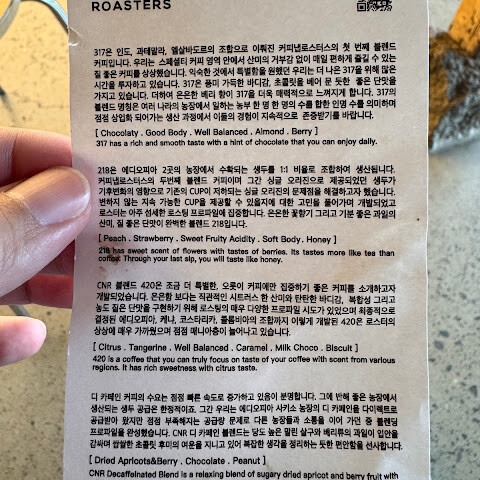 ROASTERS
317은 인도, 과테말라, 엘살바도르의 조합으로 이뤄진 커피넵로스터스의 첫 번째 블렌드
커피입니다. 우리는 스페셜티 커피 영역 안에서 산미의 거부감 없이 매일 편하게 즐길 수 있는
질 좋은 커피를 상상했습니다. 익숙한 것에서 특별함을 원했던 우리는 더 나은 317을 위해 많은
시간을 투자하고 있습니다. 317은 풍미 가득한 바디감, 초콜릿을 베어 문 듯한 좋은 단맛을
가지고 있습니다. 더하여 은은한 베리 향이 317을 더욱 매력적으로 느껴지게 합니다. 317의
블렌드 명칭은 여러 나라의 농장에서 일하는 농부 한 명 한 명의 수를 합한 인명 수를 의미하며
점점 상업화 되어가는 생산 과정에서 이들의 경험이 지속적으로 존중받기를 바랍니다.
[ Chocolaty . Good Body . Well Balanced . Almond . Berry ]
317 has a rich and smooth taste with a hint of chocolate that you can enjoy daily.
218은 에티오피아 2곳의 농장에서 수확되는 생두를 1:1 비율로 조합하여 생산됩니다.
커피넵로스터스의 두번째 블렌드 커피이며 그간 싱글 오리진으로 제공되었던 생두가
기후변화의 영향으로 기존의 CUP이 저하되는 싱글 오리진의 문제점을 해결하고자 했습니다.
변하지 않는 지속 가능한 CUP을 제공할 수 있을지에 대한 고민을 풀어가며 개발되었고
로스터는 아주 섬세한 로스팅 프로파일에 집중합니다. 은은한 꽃향기 그리고 기분 좋은 과일의
산미, 질 좋은 단맛이 완벽한 블렌드 218입니다.
[ Peach . Strawberry . Sweet Fruity Acidity . Soft Body . Honey ]
218 has sweet scent of flowers with tastes of berries. Its tastes more like tea than
coffee. Through your last sip, you will taste like honey.
CNR 블렌드 420은 조금 더 특별한, 오롯이 커피에만 집중하기 좋은 커피를 소개하고자
개발되었습니다. 은은함 보다는 직관적인 시트러스 한 산미와 탄탄한 바디감, 복합성 그리고
농도 짙은 단맛을 구현하기 위해 로스팅의 매우 다양한 프로파일 시도가 있었으며 최종적으로
결정된 에티오피아, 케냐, 코스타리카, 콜롬비아의 조합까지 이렇게 개발된 420은 로스터의
상상에 매우 가까웠으며 점점 매니아층이 늘어나고 있습니다.
[ Citrus . Tangerine . Well Balanced . Caramel . Milk Choco . Biscuit ]
420 is a coffee that you can truly focus on taste of your coffee with scent from various
regions. It has rich sweetness with citrus taste.
디 카페인 커피의 수요는 점점 빠른 속도로 증가하고 있음이 분명합니다. 그에 반해 좋은 농장에서
생산되는 생두 공급은 한정적이죠. 그간 우리는 에티오피아 사키소 농장의 디 카페인을 다이렉트로
공급받아 왔지만 점점 부족해지는 공급량 문제로 다른 농장들과 소통을 이어 가던 중 블렌딩
프로파일을 완성했습니다. CNR 디 카페인 블렌드는 당도 높은 말린 살구와 베리류의 과일이 입안을
감싸며 쌉쌀한 초콜릿 후미의 여운을 지니고 있어 복잡한 생각을 정리하는 듯한 편안함을 선사합니다.
[ Dried Apricots&Berry . Chocolate . Peanut ]
CNR Decaffeinated Blend is a relaxing blend of sugary dried apricot and berry fruit with